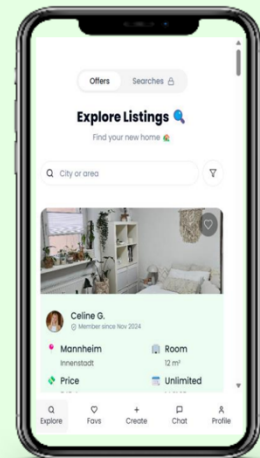 Offers Searches
Explore Listings
Find your new home
City or area
Celine G.
Member since Nov 2024
Mannheim Room
Innenstadt 12 m²
Price Unlimited
Explore Favs Create Chat Profile